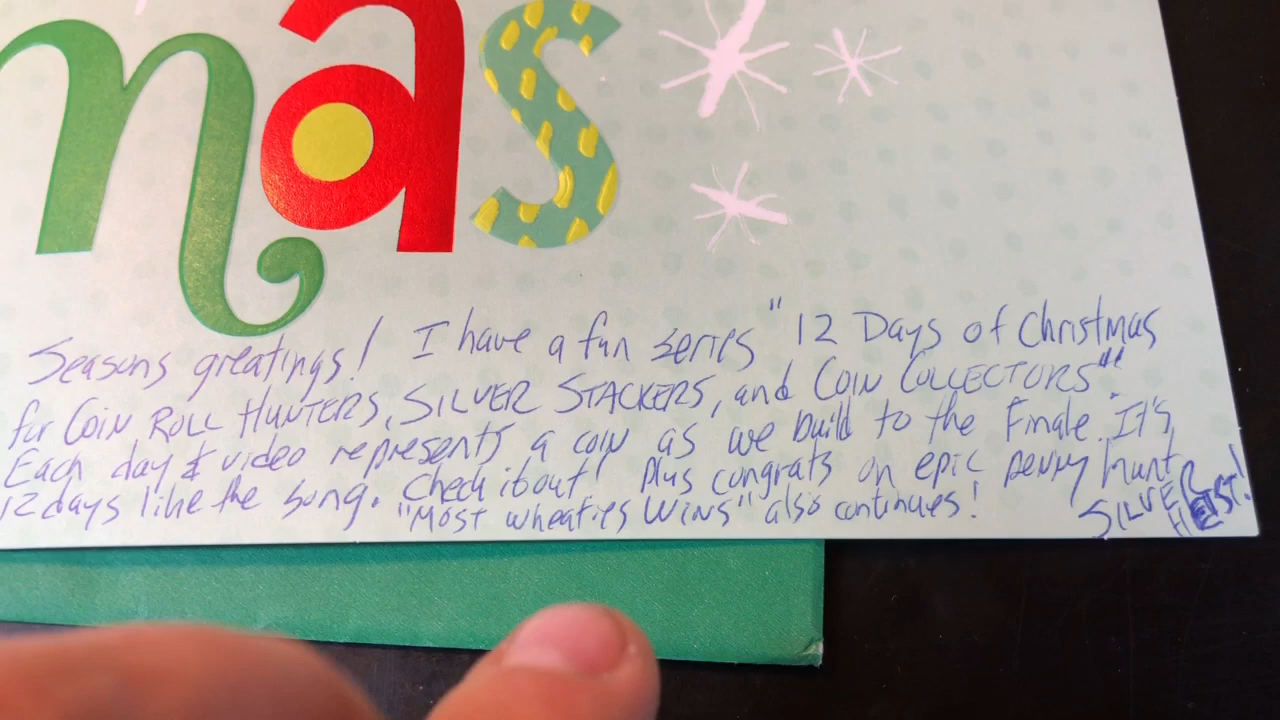 mas
Seasons greatings! I have a fun series "12 Days of Christmas
for COIN ROLL HUNTERS, SILVER STACKERS, and COIN COLLECTORS".
Each day & video represents a coin as we build to the Finale. It's
12 days like the song. Check it out! Plus congrats on epic penny hunt
"Most wheaties Wins" also continues!
SILVER
HEIST!